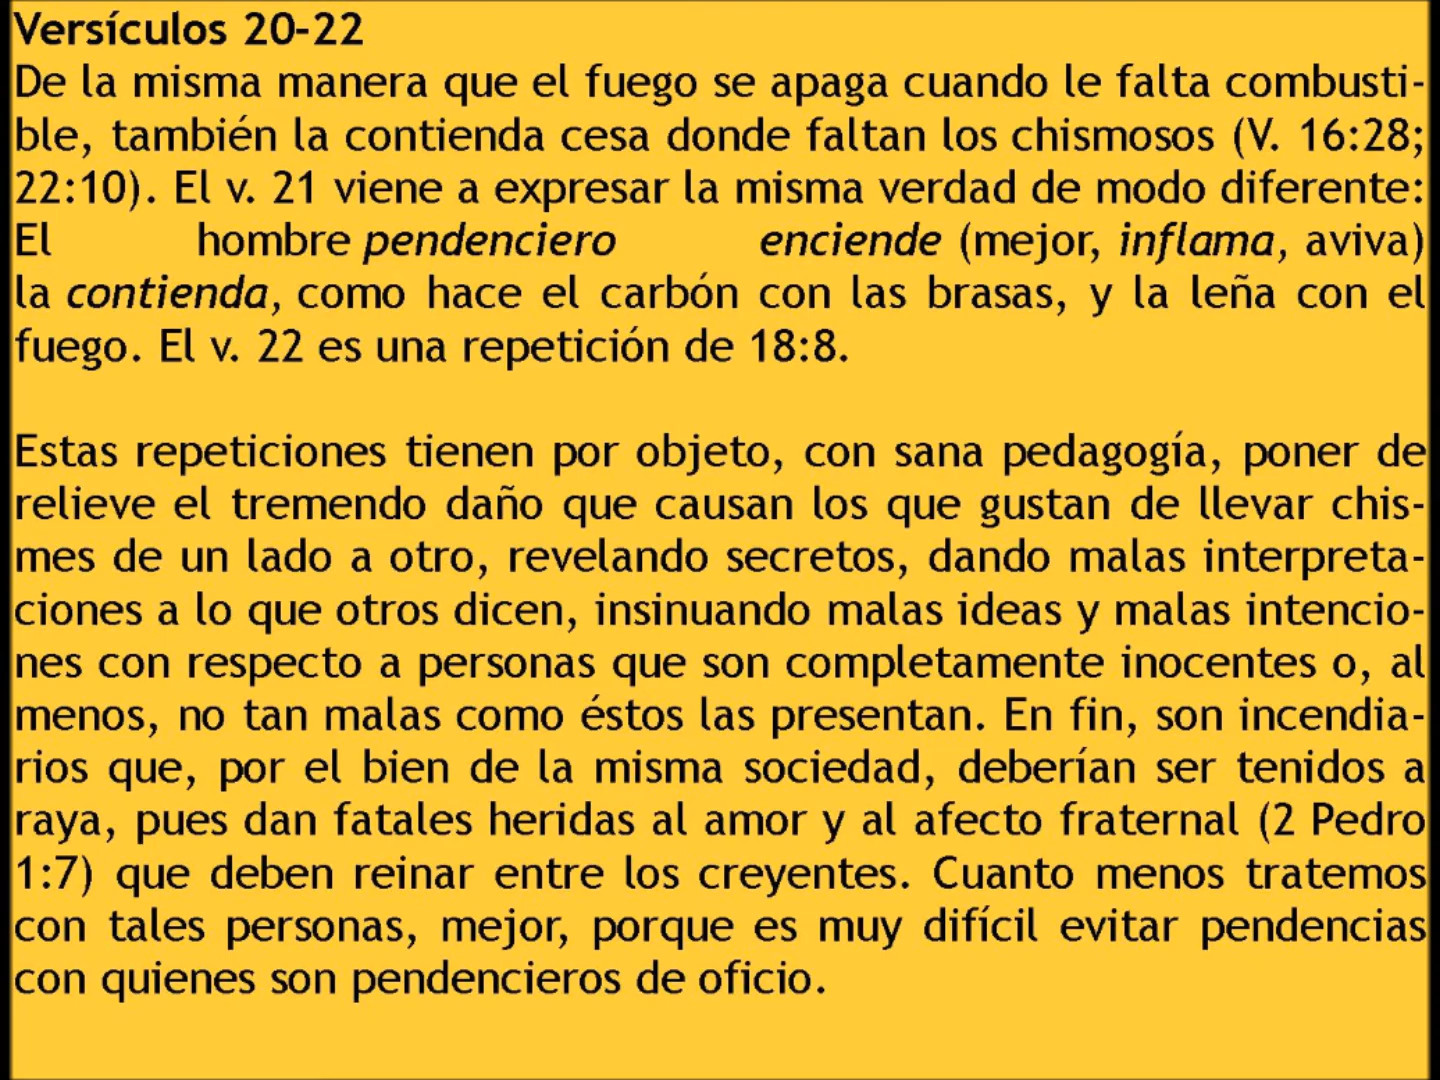 Versículos 20-22
De la misma manera que el fuego se apaga cuando le falta combusti-
ble, también la contienda cesa donde faltan los chismosos (V. 16:28;
22:10). El v. 21 viene a expresar la misma verdad de modo diferente:
El hombre pendenciero enciende (mejor, inflama, aviva)
la contienda, como hace el carbón con las brasas, y la leña con el
fuego. El v. 22 es una repetición de 18:8.
Estas repeticiones tienen por objeto, con sana pedagogía, poner de
relieve el tremendo daño que causan los que gustan de llevar chis-
mes de un lado a otro, revelando secretos, dando malas interpreta-
ciones a lo que otros dicen, insinuando malas ideas y malas intencio-
nes con respecto a personas que son completamente inocentes o, al
menos, no tan malas como éstos las presentan. En fin, son incendia-
rios que, por el bien de la misma sociedad, deberían ser tenidos a
raya, pues dan fatales heridas al amor y al afecto fraternal (2 Pedro
1:7) que deben reinar entre los creyentes. Cuanto menos tratemos
con tales personas, mejor, porque es muy difícil evitar pendencias
con quienes son pendencieros de oficio.